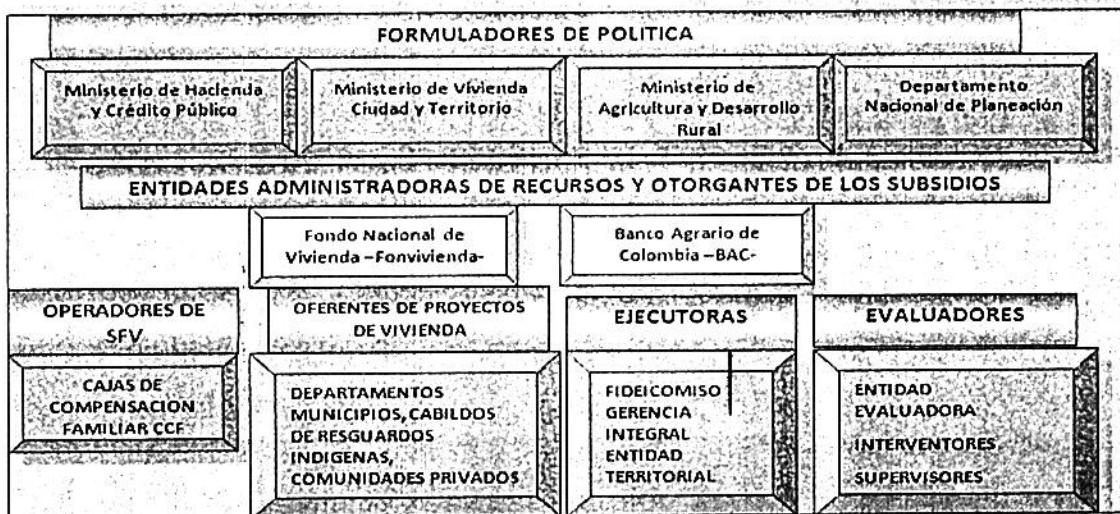 FORMULADORES DE POLITICA
Ministerio de Hacienda
y Crédito Público
Ministerio de Vivienda
Ciudad y Territorio
Ministerio de
Agricultura y Desarrollo
Rural
Departamento
Nacional de Planeación
ENTIDADES ADMINISTRADORAS DE RECURSOS Y OTORGANTES DE LOS SUBSIDIOS
Fondo Nacional de
Vivienda –Fonvivienda-
Banco Agrario de
Colombia –BAC-
OPERADORES DE
SFV
CAJAS DE
COMPENSACION
FAMILIAR CCF
OFERENTES DE PROYECTOS
DE VIVIENDA
DEPARTAMENTOS
MUNICIPIOS, CABILDOS
DE RESGUARDOS
INDIGENAS,
COMUNIDADES PRIVADOS
EJECUTORAS
FIDEICOMISO
GERENCIA
INTEGRAL
ENTIDAD
TERRITORIAL
EVALUADORES
ENTIDAD
EVALUADORA
INTERVENTORES
SUPERVISORES